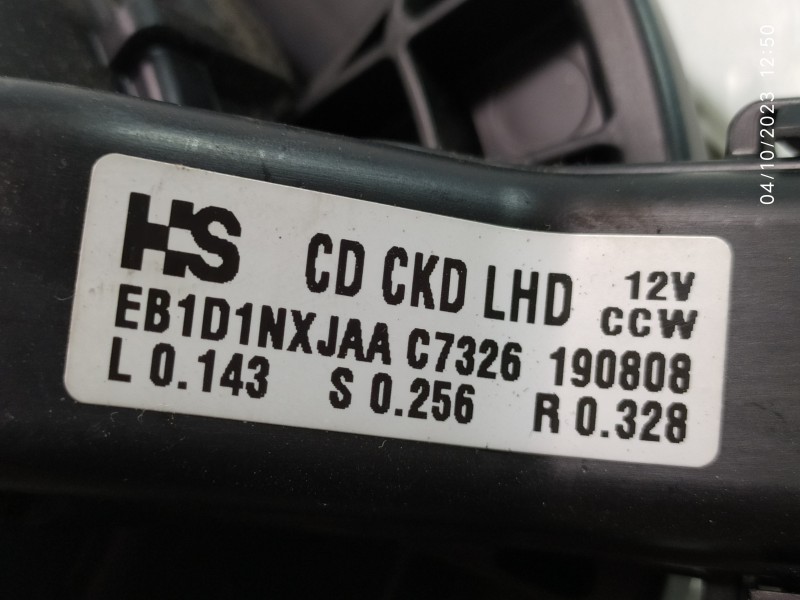 HS CD CKD LHD 12V
CCW
EB1D1NXJAA C7326 190808
L 0.143 S 0.256 R 0.328
04/10/2023 12:50